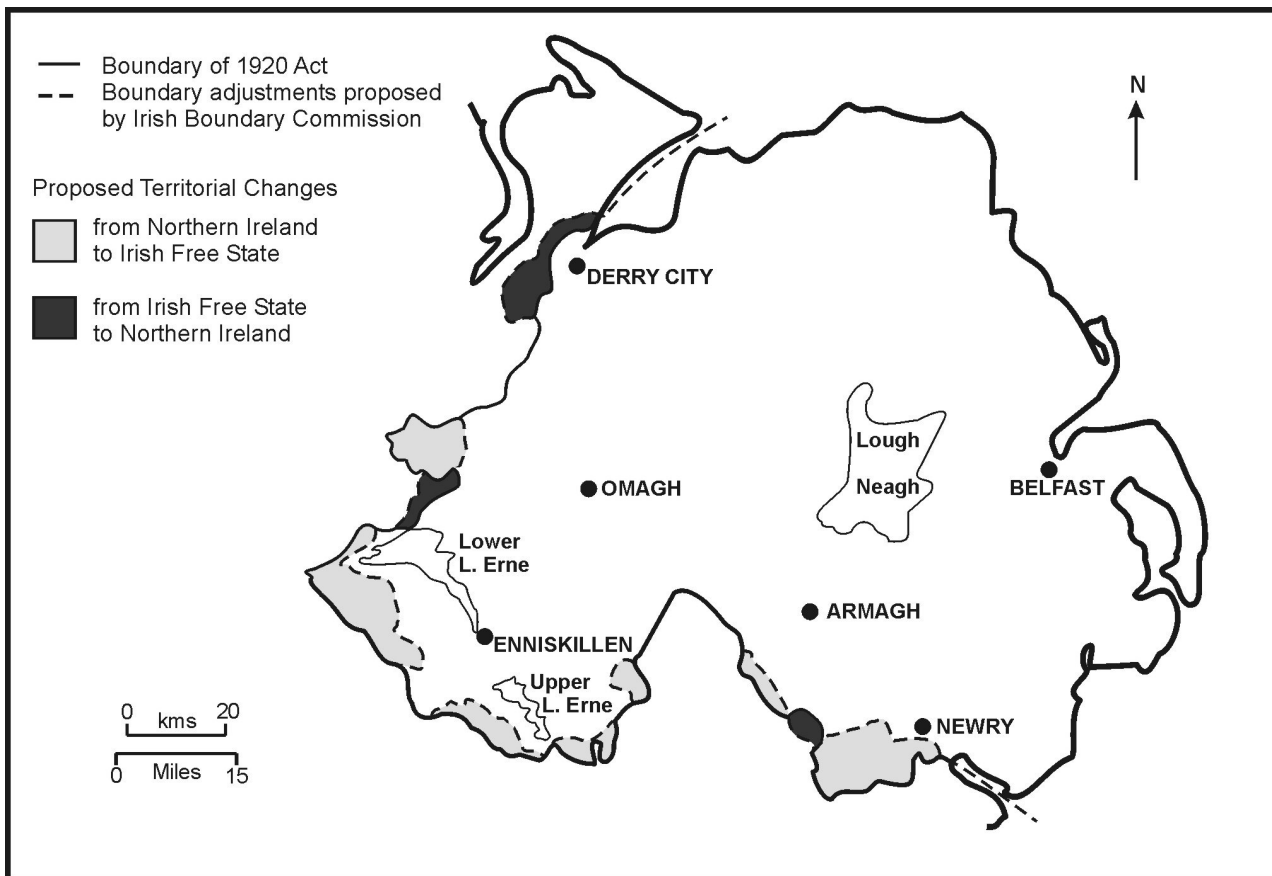 Boundary of 1920 Act
Boundary adjustments proposed
by Irish Boundary Commission
Proposed Territorial Changes
from Northern Ireland
to Irish Free State
from Irish Free State
to Northern Ireland
N
DERRY CITY
Lough
Neagh
OMAGH
BELFAST
Lower
L. Erne
ARMAGH
ENNISKILLEN
Upper
L. Erne
NEWRY
0 kms 20
0 Miles 15